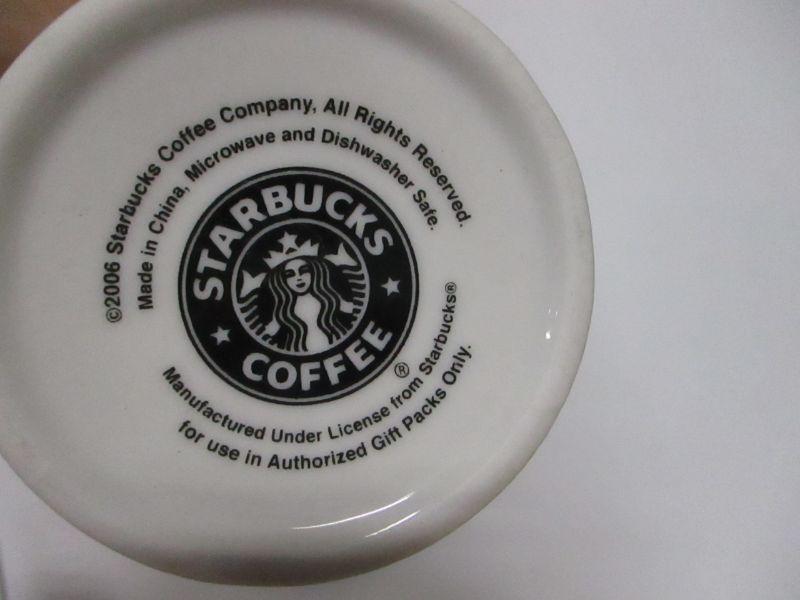 ©2006 Starbucks Coffee Company, All Rights Reserved.
Made in China, Microwave and Dishwasher Safe.
STARBUCKS
COFFEE
®
Manufactured Under License from Starbucks®
for use in Authorized Gift Packs Only.